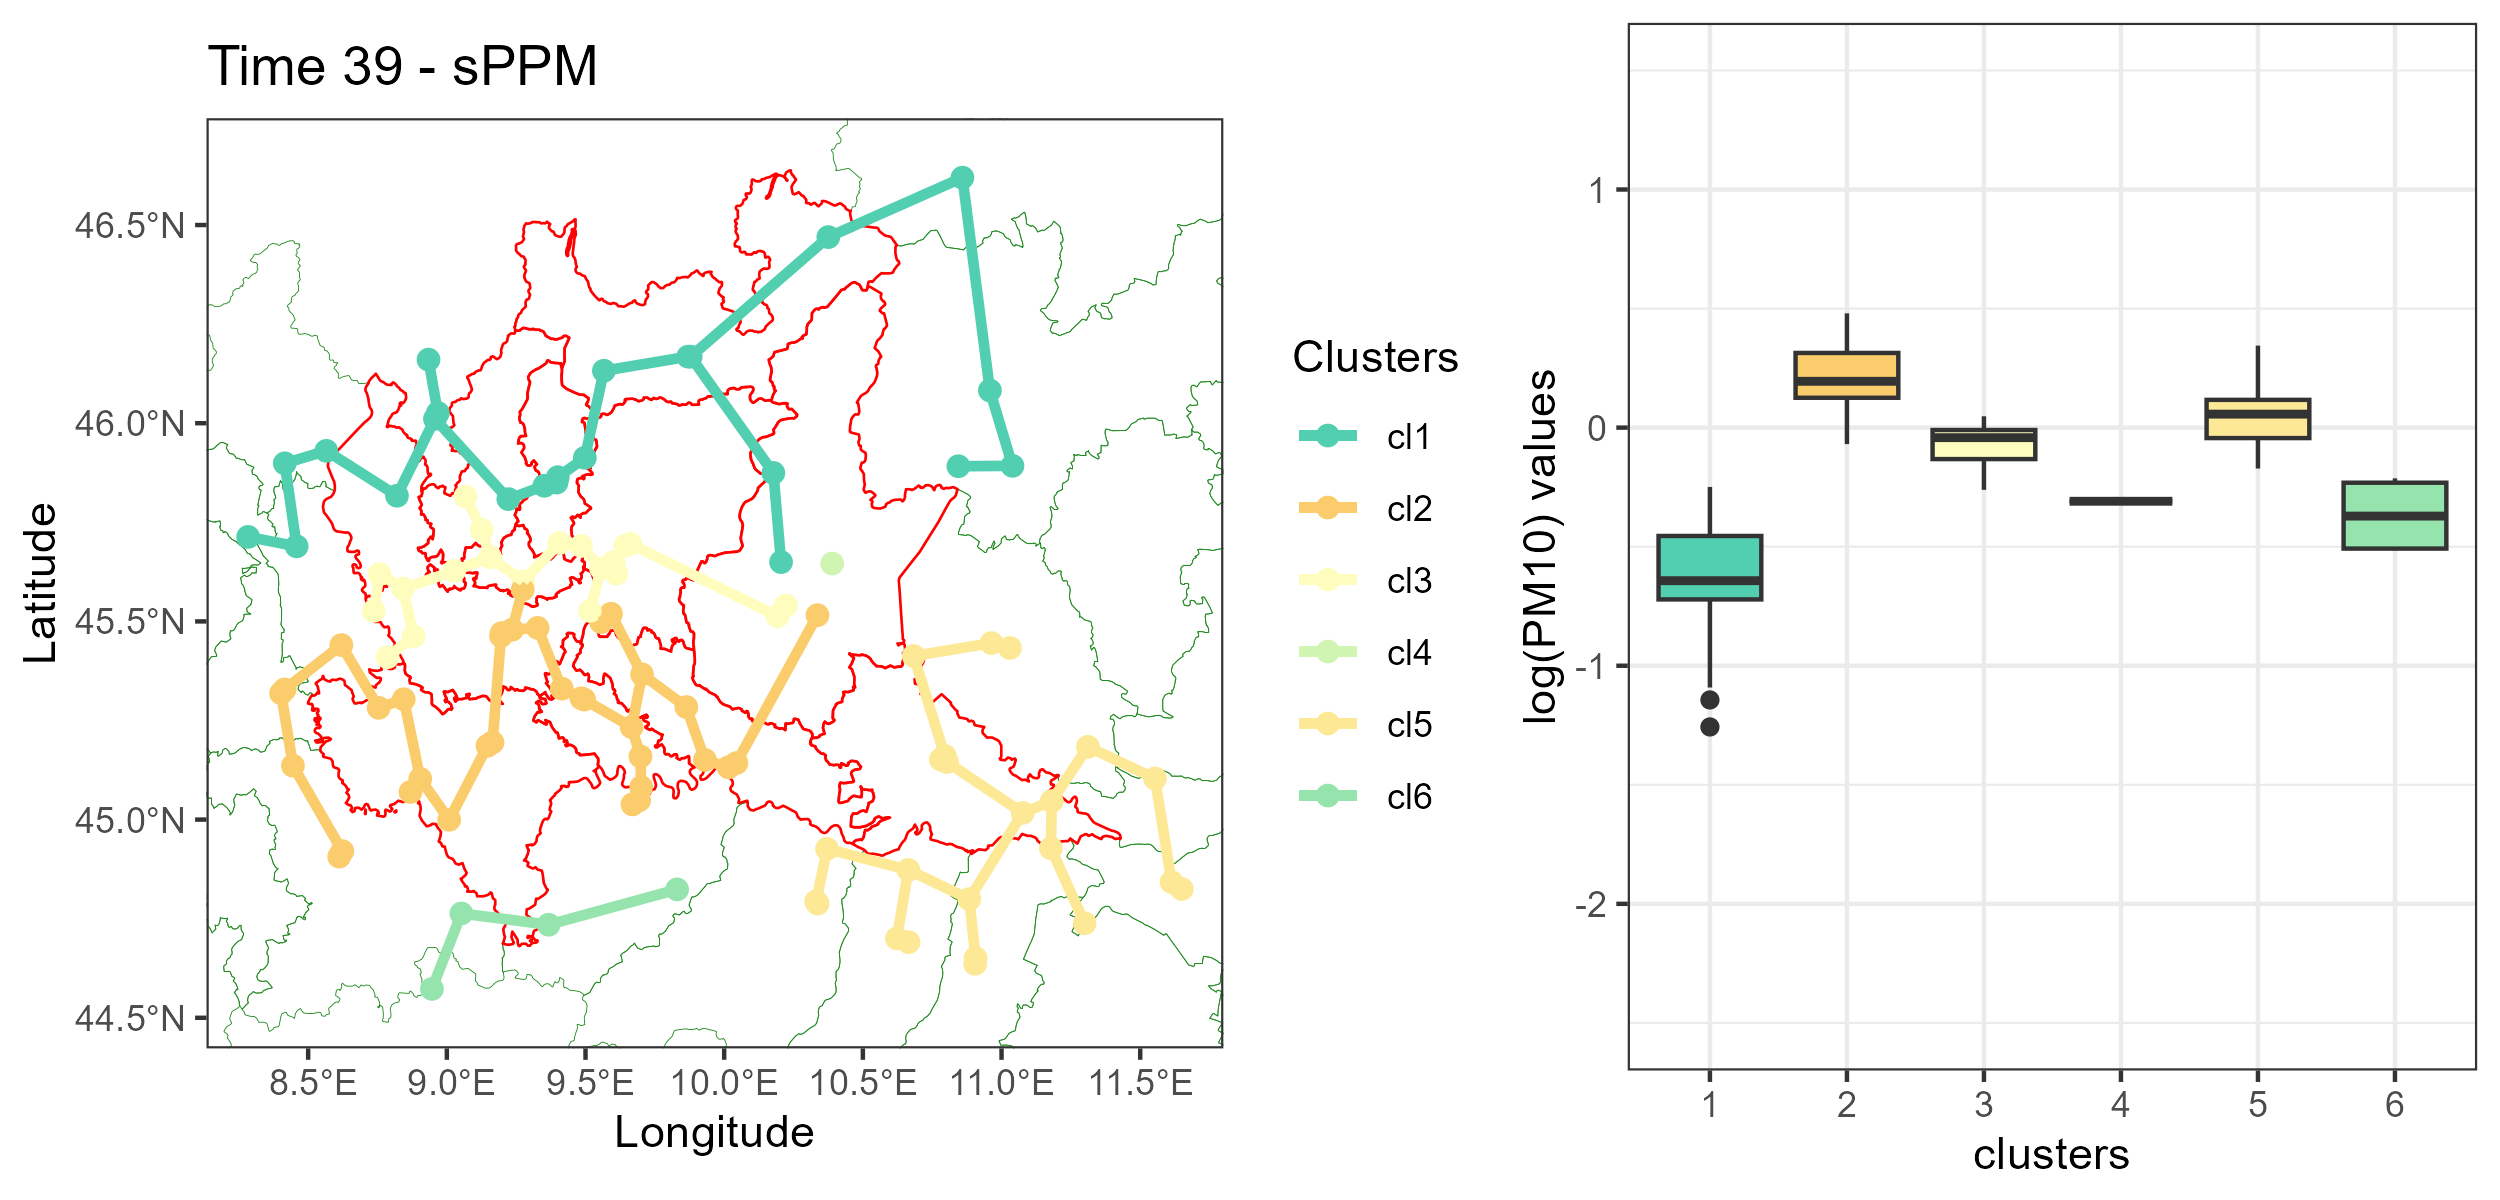 Time 39 - sPPM
Latitude
46.5°N
46.0°N
45.5°N
45.0°N
44.5°N
8.5°E 9.0°E 9.5°E 10.0°E 10.5°E 11.0°E 11.5°E
Longitude
Clusters
cl1
cl2
cl3
cl4
cl5
cl6
log(PM10) values
1
0
-1
-2
1 2 3 4 5 6
clusters